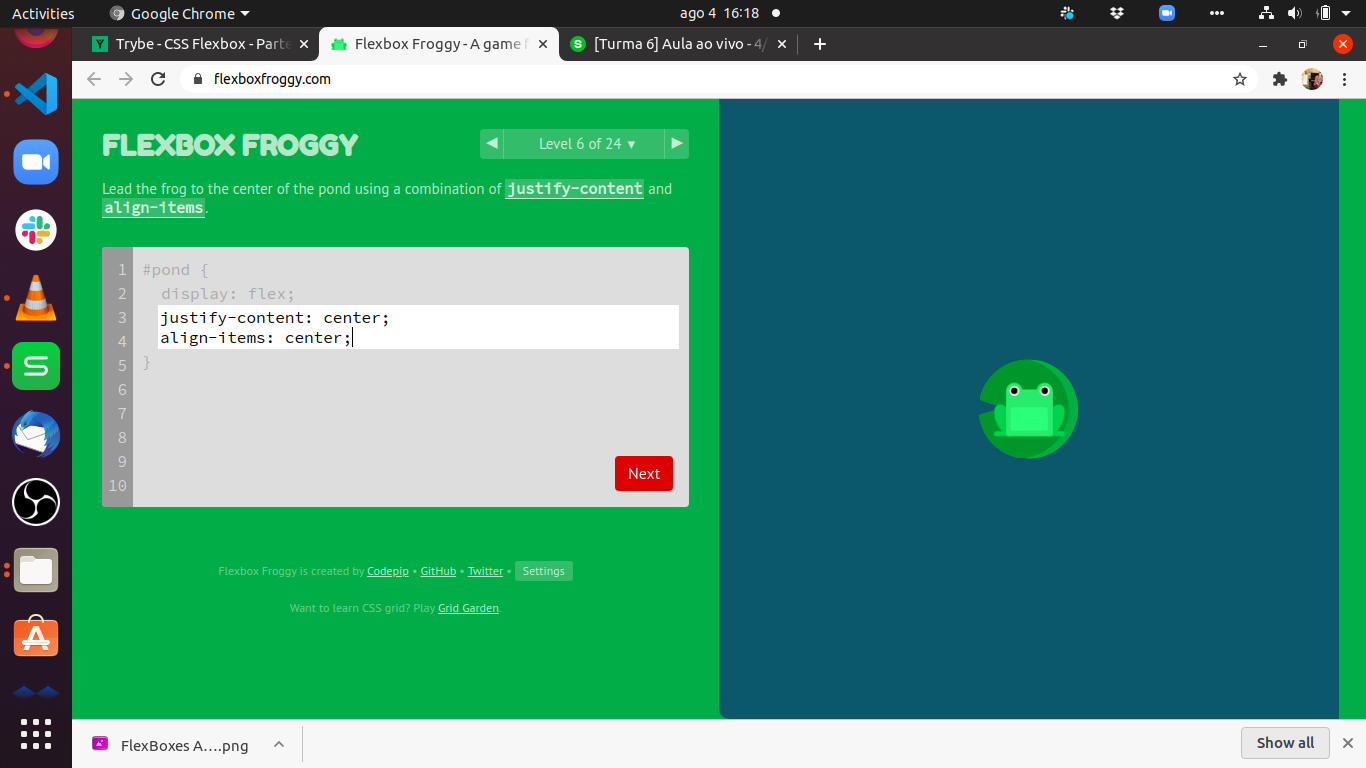 Activities
Google Chrome
ago 4 16:18
Trybe - CSS Flexbox - Parte
Flexbox Froggy - A game f
[Turma 6] Aula ao vivo - 4/
flexboxfroggy.com
FLEXBOX FROGGY
◀ Level 6 of 24 ▾ ▶
Lead the frog to the center of the pond using a combination of justify-content and
align-items.
1 #pond {
2 display: flex;
3 justify-content: center;
4 align-items: center;
5 }
6
7
8
9
10
Next
Flexbox Froggy is created by Codepip • GitHub • Twitter • Settings
Want to learn CSS grid? Play Grid Garden.
FlexBoxes A....png
Show all